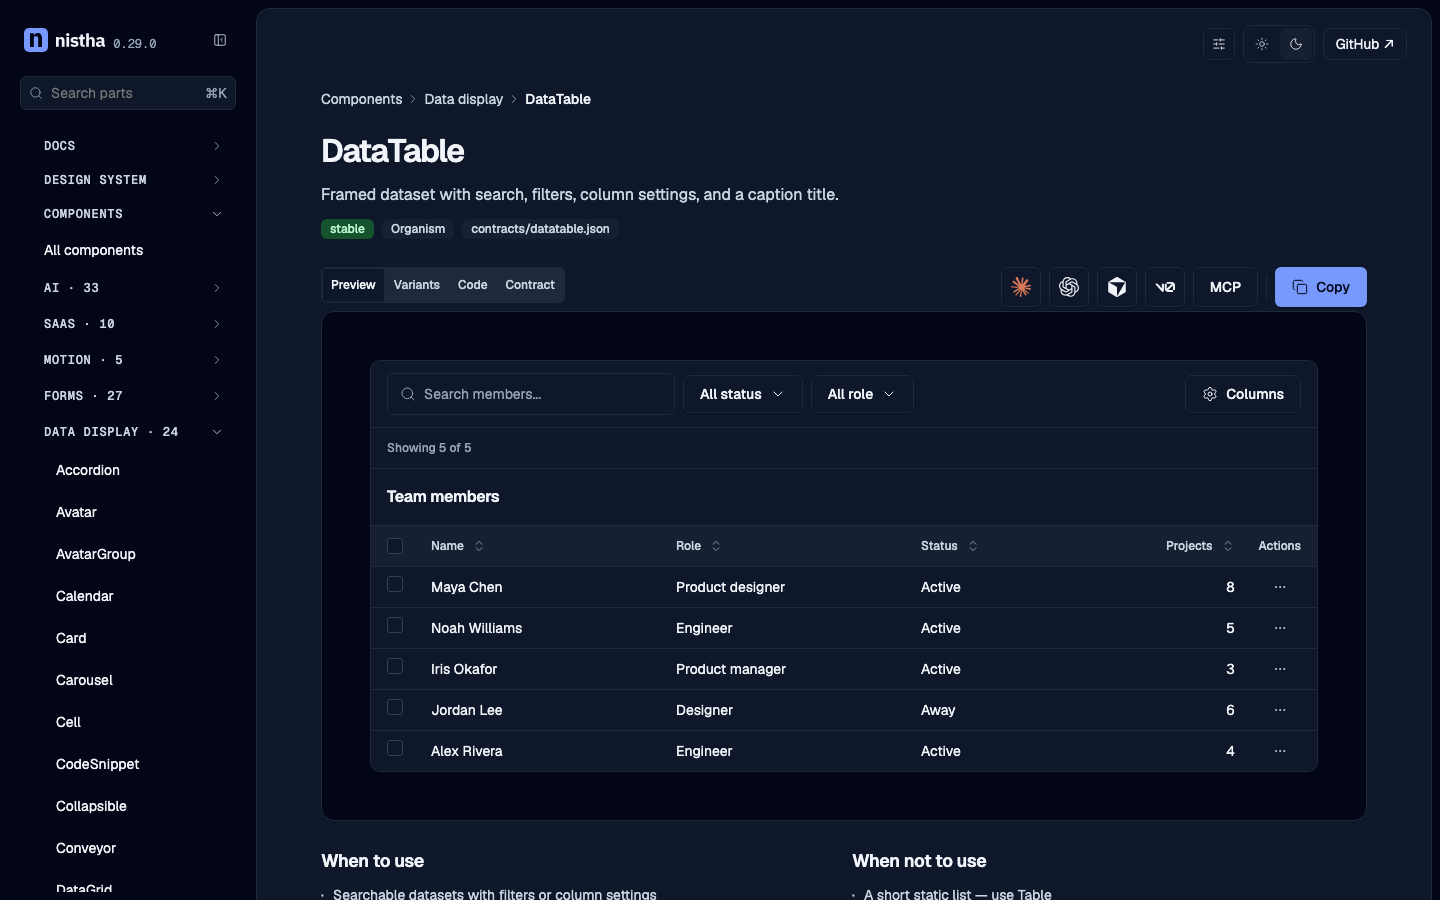 nistha 0.29.0
Search parts ⌘K
DOCS
DESIGN SYSTEM
COMPONENTS
All components
AI · 33
SAAS · 10
MOTION · 5
FORMS · 27
DATA DISPLAY · 24
Accordion
Avatar
AvatarGroup
Calendar
Card
Carousel
Cell
CodeSnippet
Collapsible
Conveyor
DataGrid
GitHub
Components Data display DataTable
DataTable
Framed dataset with search, filters, column settings, and a caption title.
stable Organism contracts/datatable.json
Preview Variants Code Contract MCP Copy
Search members... All status All role Columns
Showing 5 of 5
Team members
Name Role Status Projects Actions
Maya Chen Product designer Active 8 ...
Noah Williams Engineer Active 5 ...
Iris Okafor Product manager Active 3 ...
Jordan Lee Designer Away 6 ...
Alex Rivera Engineer Active 4 ...
When to use
· Searchable datasets with filters or column settings
When not to use
· A short static list — use Table